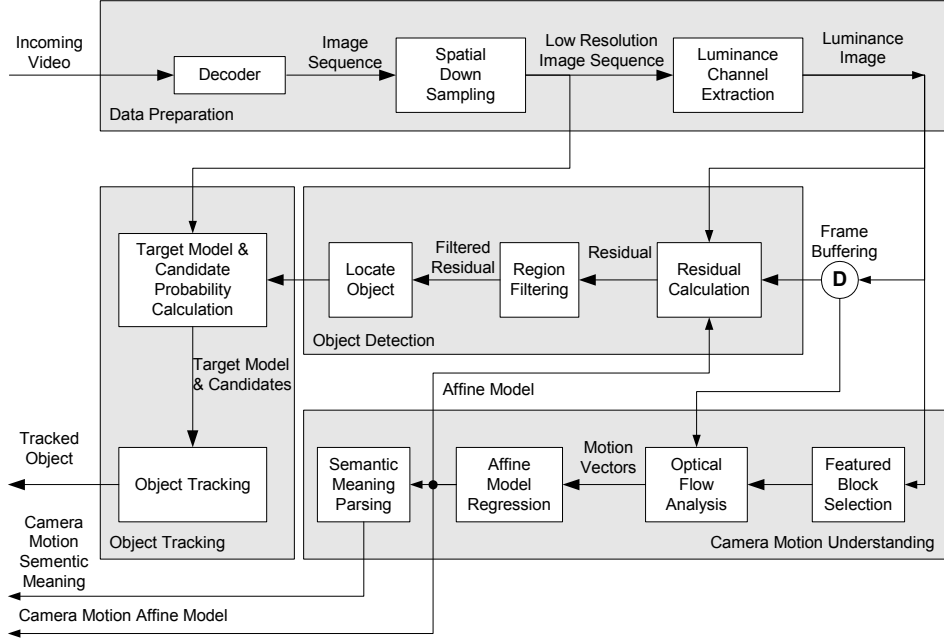 Incoming
Video
Decoder
Image
Sequence
Spatial
Down
Sampling
Low Resolution
Image Sequence
Luminance
Channel
Extraction
Luminance
Image
Data Preparation
Target Model &
Candidate
Probability
Calculation
Locate
Object
Filtered
Residual
Region
Filtering
Residual
Residual
Calculation
Frame
Buffering
D
Object Detection
Target Model
& Candidates
Affine Model
Tracked
Object
Object Tracking
Object Tracking
Semantic
Meaning
Parsing
Affine
Model
Regression
Motion
Vectors
Optical
Flow
Analysis
Featured
Block
Selection
Camera Motion Understanding
Camera
Motion
Sementic
Meaning
Camera Motion Affine Model